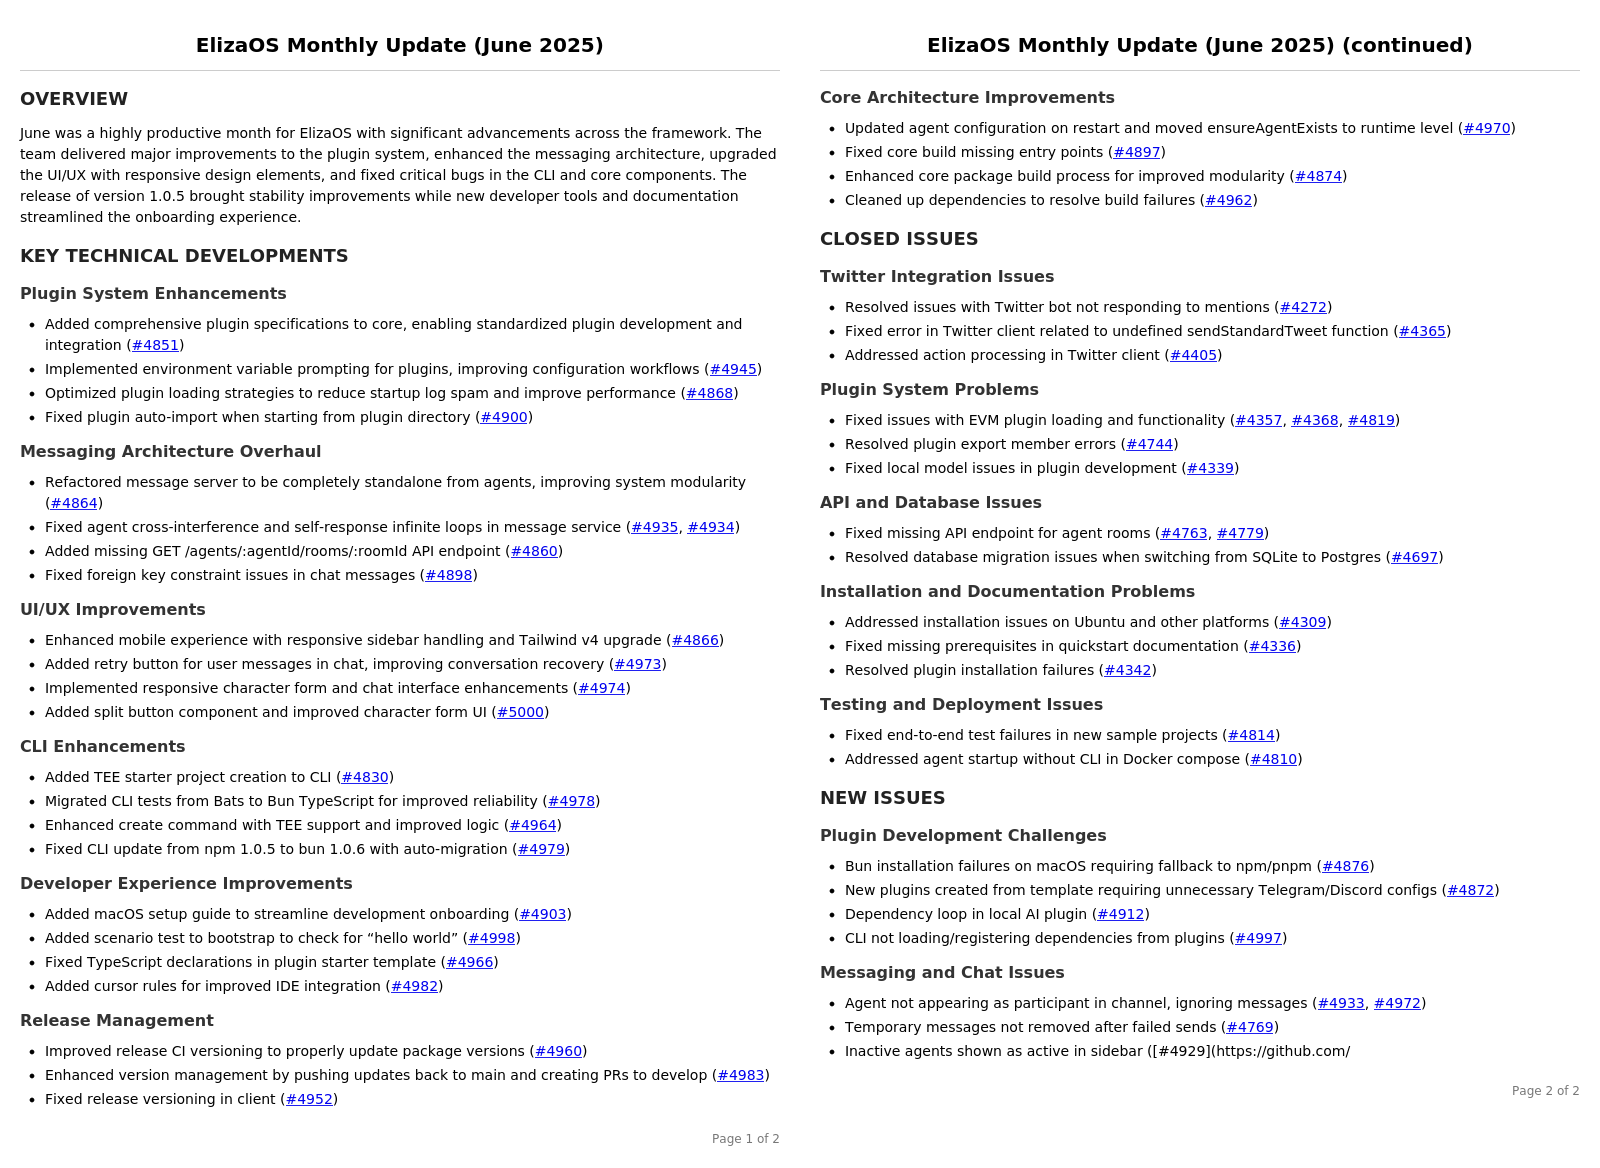 ElizaOS Monthly Update (June 2025)
OVERVIEW
June was a highly productive month for ElizaOS with significant advancements across the framework. The
team delivered major improvements to the plugin system, enhanced the messaging architecture, upgraded
the UI/UX with responsive design elements, and fixed critical bugs in the CLI and core components. The
release of version 1.0.5 brought stability improvements while new developer tools and documentation
streamlined the onboarding experience.
KEY TECHNICAL DEVELOPMENTS
Plugin System Enhancements
• Added comprehensive plugin specifications to core, enabling standardized plugin development and
integration (#4851)
• Implemented environment variable prompting for plugins, improving configuration workflows (#4945)
• Optimized plugin loading strategies to reduce startup log spam and improve performance (#4868)
• Fixed plugin auto-import when starting from plugin directory (#4900)
Messaging Architecture Overhaul
• Refactored message server to be completely standalone from agents, improving system modularity
(#4864)
• Fixed agent cross-interference and self-response infinite loops in message service (#4935, #4934)
• Added missing GET /agents/:agentId/rooms/:roomId API endpoint (#4860)
• Fixed foreign key constraint issues in chat messages (#4898)
UI/UX Improvements
• Enhanced mobile experience with responsive sidebar handling and Tailwind v4 upgrade (#4866)
• Added retry button for user messages in chat, improving conversation recovery (#4973)
• Implemented responsive character form and chat interface enhancements (#4974)
• Added split button component and improved character form UI (#5000)
CLI Enhancements
• Added TEE starter project creation to CLI (#4830)
• Migrated CLI tests from Bats to Bun TypeScript for improved reliability (#4978)
• Enhanced create command with TEE support and improved logic (#4964)
• Fixed CLI update from npm 1.0.5 to bun 1.0.6 with auto-migration (#4979)
Developer Experience Improvements
• Added macOS setup guide to streamline development onboarding (#4903)
• Added scenario test to bootstrap to check for “hello world” (#4998)
• Fixed TypeScript declarations in plugin starter template (#4966)
• Added cursor rules for improved IDE integration (#4982)
Release Management
• Improved release CI versioning to properly update package versions (#4960)
• Enhanced version management by pushing updates back to main and creating PRs to develop (#4983)
• Fixed release versioning in client (#4952)
Page 1 of 2
ElizaOS Monthly Update (June 2025) (continued)
Core Architecture Improvements
• Updated agent configuration on restart and moved ensureAgentExists to runtime level (#4970)
• Fixed core build missing entry points (#4897)
• Enhanced core package build process for improved modularity (#4874)
• Cleaned up dependencies to resolve build failures (#4962)
CLOSED ISSUES
Twitter Integration Issues
• Resolved issues with Twitter bot not responding to mentions (#4272)
• Fixed error in Twitter client related to undefined sendStandardTweet function (#4365)
• Addressed action processing in Twitter client (#4405)
Plugin System Problems
• Fixed issues with EVM plugin loading and functionality (#4357, #4368, #4819)
• Resolved plugin export member errors (#4744)
• Fixed local model issues in plugin development (#4339)
API and Database Issues
• Fixed missing API endpoint for agent rooms (#4763, #4779)
• Resolved database migration issues when switching from SQLite to Postgres (#4697)
Installation and Documentation Problems
• Addressed installation issues on Ubuntu and other platforms (#4309)
• Fixed missing prerequisites in quickstart documentation (#4336)
• Resolved plugin installation failures (#4342)
Testing and Deployment Issues
• Fixed end-to-end test failures in new sample projects (#4814)
• Addressed agent startup without CLI in Docker compose (#4810)
NEW ISSUES
Plugin Development Challenges
• Bun installation failures on macOS requiring fallback to npm/pnpm (#4876)
• New plugins created from template requiring unnecessary Telegram/Discord configs (#4872)
• Dependency loop in local AI plugin (#4912)
• CLI not loading/registering dependencies from plugins (#4997)
Messaging and Chat Issues
• Agent not appearing as participant in channel, ignoring messages (#4933, #4972)
• Temporary messages not removed after failed sends (#4769)
• Inactive agents shown as active in sidebar ([#4929](https://github.com/
Page 2 of 2